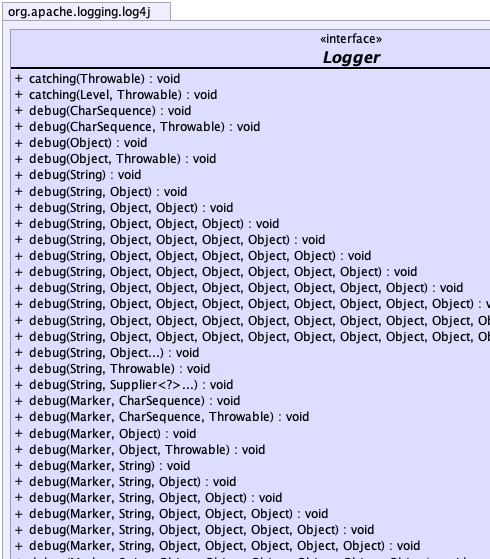 org.apache.logging.log4j
«interface»
Logger
+ catching(Throwable) : void
+ catching(Level, Throwable) : void
+ debug(CharSequence) : void
+ debug(CharSequence, Throwable) : void
+ debug(Object) : void
+ debug(Object, Throwable) : void
+ debug(String) : void
+ debug(String, Object) : void
+ debug(String, Object, Object) : void
+ debug(String, Object, Object, Object) : void
+ debug(String, Object, Object, Object, Object) : void
+ debug(String, Object, Object, Object, Object, Object) : void
+ debug(String, Object, Object, Object, Object, Object, Object) : void
+ debug(String, Object, Object, Object, Object, Object, Object, Object) : void
+ debug(String, Object, Object, Object, Object, Object, Object, Object, Object) : v
+ debug(String, Object, Object, Object, Object, Object, Object, Object, Object, Ob
+ debug(String, Object, Object, Object, Object, Object, Object, Object, Object, Ob
+ debug(String, Object...) : void
+ debug(String, Throwable) : void
+ debug(String, Supplier<?>...) : void
+ debug(Marker, CharSequence) : void
+ debug(Marker, CharSequence, Throwable) : void
+ debug(Marker, Object) : void
+ debug(Marker, Object, Throwable) : void
+ debug(Marker, String) : void
+ debug(Marker, String, Object) : void
+ debug(Marker, String, Object, Object) : void
+ debug(Marker, String, Object, Object, Object) : void
+ debug(Marker, String, Object, Object, Object, Object) : void
+ debug(Marker, String, Object, Object, Object, Object, Object) : void